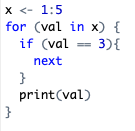 x <- 1:5
for (val in x) {
  if (val == 3){
    next
  }
  print(val)
}